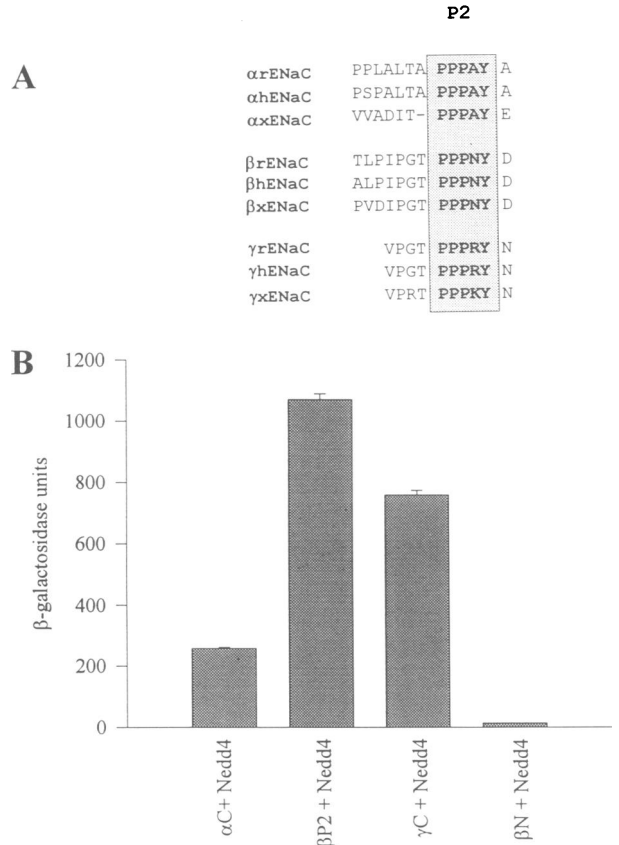 P2
A
αrENaC PPLALTA PPPAY A
αhENaC PSPALTA PPPAY A
αxENaC VVADIT- PPPAY E
βrENaC TLPIPGT PPPNY D
βhENaC ALPIPGT PPPNY D
βxENaC PVDIPGT PPPNY D
γrENaC VPGT PPPRY N
γhENaC VPGT PPPRY N
γxENaC VPRT PPPKY N
B
β-galactosidase units
1200
1000
800
600
400
200
0
αC+ Nedd4
βP2 + Nedd4
γC + Nedd4
βN + Nedd4